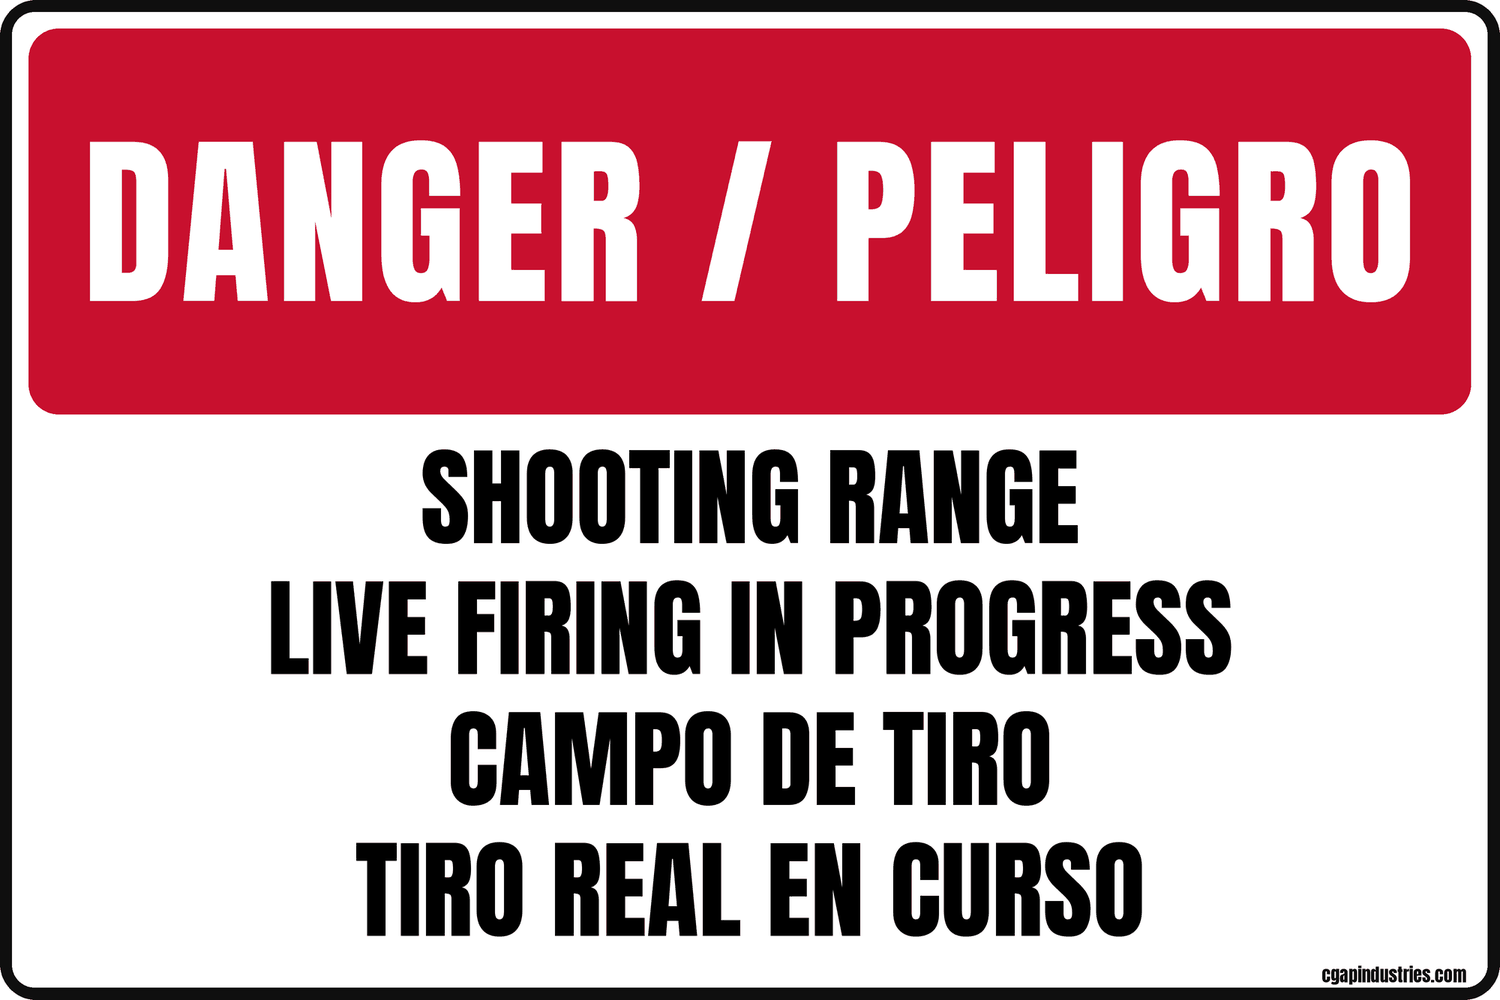 DANGER / PELIGRO
SHOOTING RANGE
LIVE FIRING IN PROGRESS
CAMPO DE TIRO
TIRO REAL EN CURSO
cgapindustries.com